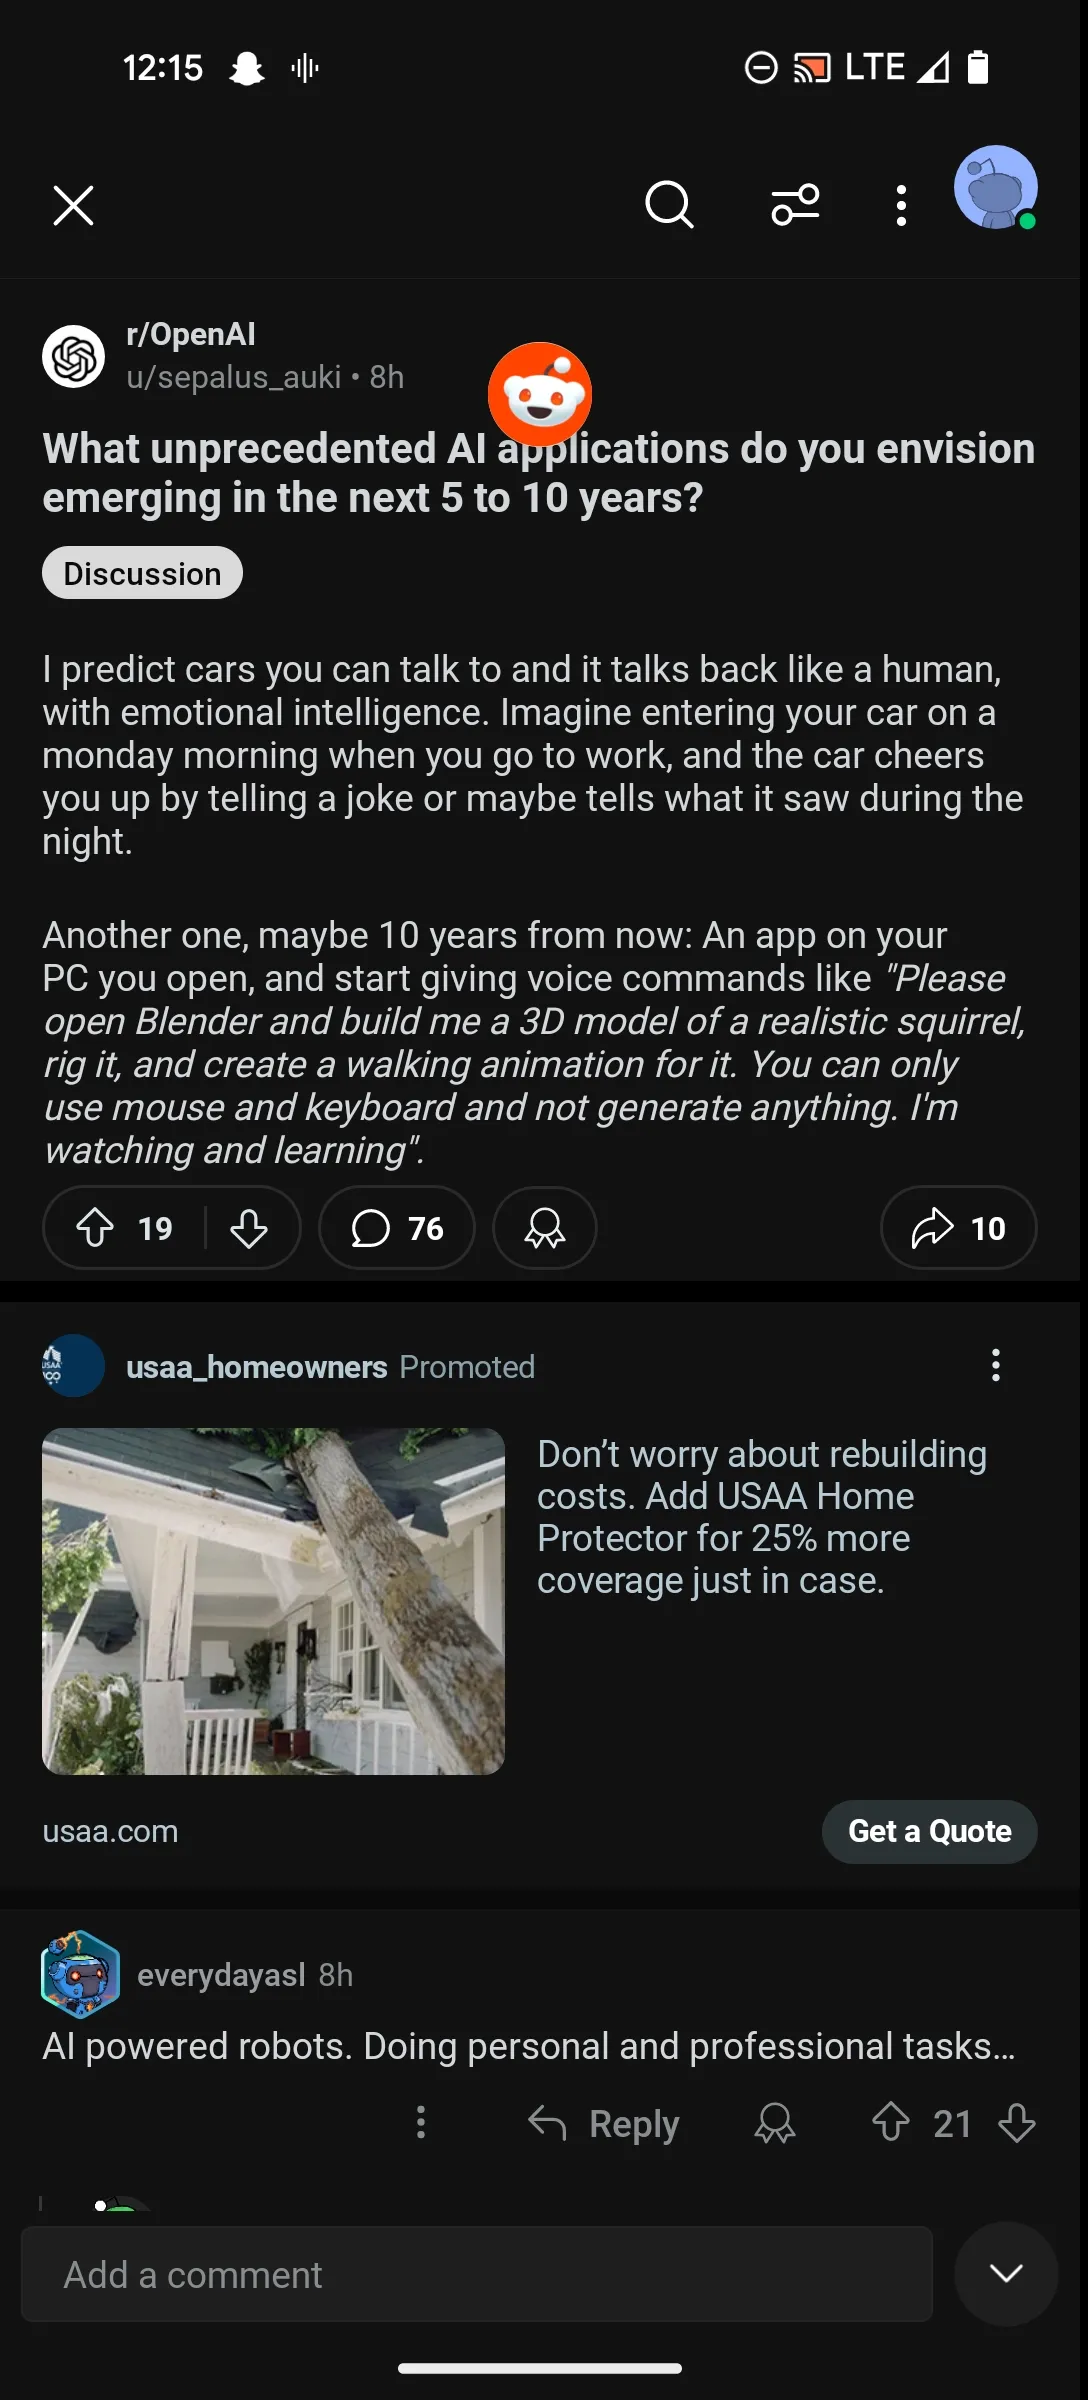 12:15
LTE
r/OpenAI
u/sepalus_auki • 8h
What unprecedented AI applications do you envision
emerging in the next 5 to 10 years?
Discussion
I predict cars you can talk to and it talks back like a human,
with emotional intelligence. Imagine entering your car on a
monday morning when you go to work, and the car cheers
you up by telling a joke or maybe tells what it saw during the
night.
Another one, maybe 10 years from now: An app on your
PC you open, and start giving voice commands like "Please
open Blender and build me a 3D model of a realistic squirrel,
rig it, and create a walking animation for it. You can only
use mouse and keyboard and not generate anything. I'm
watching and learning".
19
76
10
USAA
usaa_homeowners Promoted
Don’t worry about rebuilding
costs. Add USAA Home
Protector for 25% more
coverage just in case.
usaa.com
Get a Quote
everydayasl 8h
AI powered robots. Doing personal and professional tasks...
Reply
21
Add a comment